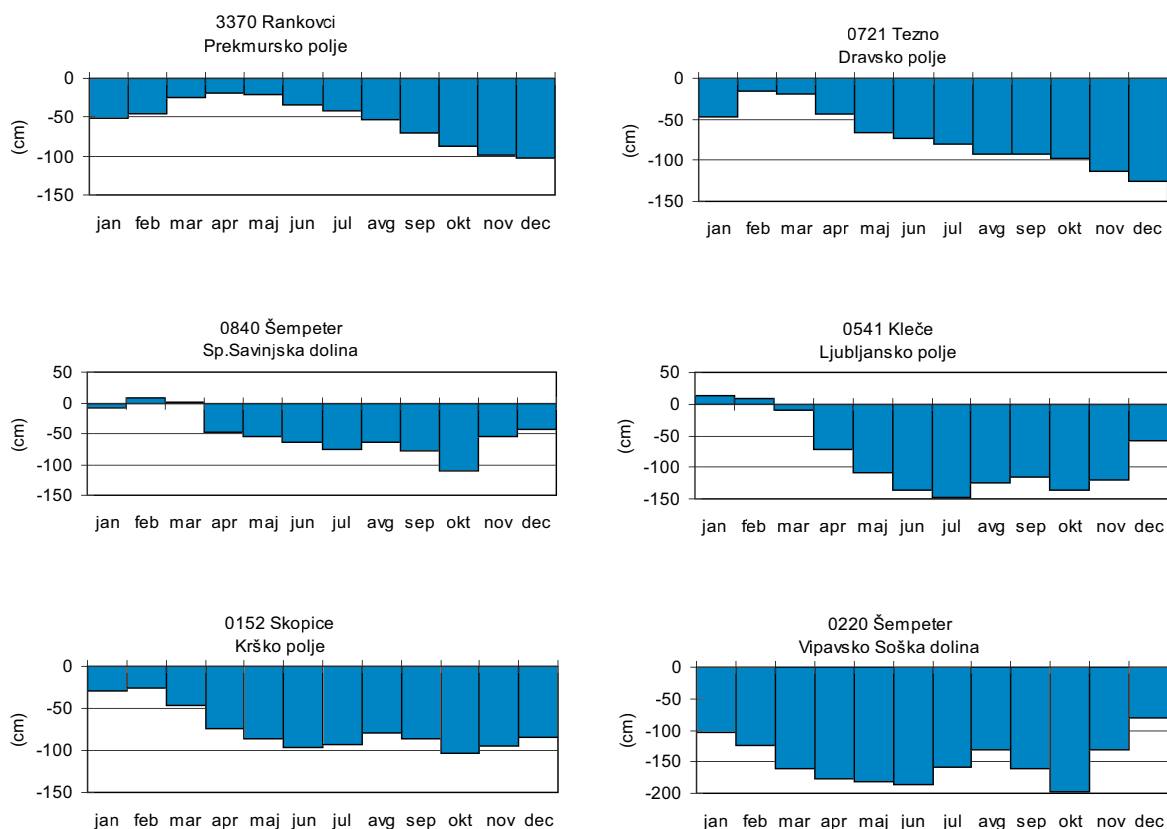 3370 Rankovci
Prekmursko polje
0
-50
-100
-150
(cm)
jan feb mar apr maj jun jul avg sep okt nov dec
0721 Tezno
Dravsko polje
0
-50
-100
-150
(cm)
jan feb mar apr maj jun jul avg sep okt nov dec
0840 Šempeter
Sp.Savinjska dolina
50
0
-50
-100
-150
(cm)
jan feb mar apr maj jun jul avg sep okt nov dec
0541 Kleče
Ljubljansko polje
50
0
-50
-100
-150
(cm)
jan feb mar apr maj jun jul avg sep okt nov dec
0152 Skopice
Krško polje
0
-50
-100
-150
(cm)
jan feb mar apr maj jun jul avg sep okt nov dec
0220 Šempeter
Vipavsko Soška dolina
0
-50
-100
-150
-200
(cm)
jan feb mar apr maj jun jul avg sep okt nov dec